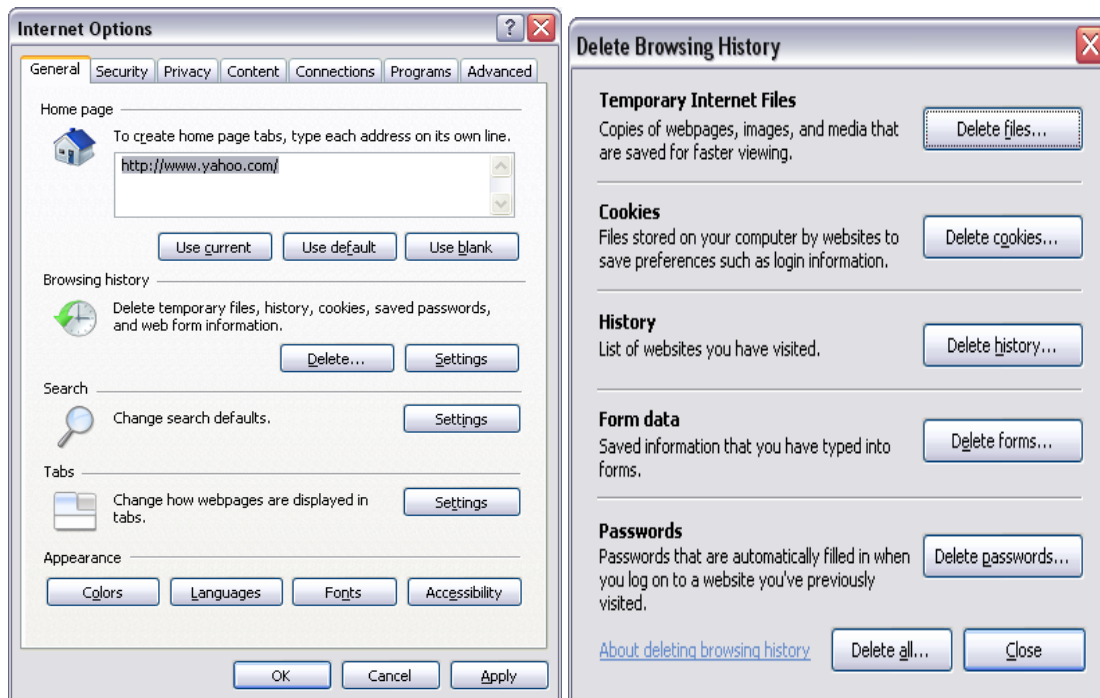 Internet Options
General Security Privacy Content Connections Programs Advanced
Home page
To create home page tabs, type each address on its own line.
http://www.yahoo.com/
Use current Use default Use blank
Browsing history
Delete temporary files, history, cookies, saved passwords,
and web form information.
Delete... Settings
Search
Change search defaults.
Settings
Tabs
Change how webpages are displayed in
tabs.
Settings
Appearance
Colors Languages Fonts Accessibility
OK Cancel Apply
Delete Browsing History
Temporary Internet Files
Copies of webpages, images, and media that
are saved for faster viewing.
Delete files...
Cookies
Files stored on your computer by websites to
save preferences such as login information.
Delete cookies...
History
List of websites you have visited.
Delete history...
Form data
Saved information that you have typed into
forms.
Delete forms...
Passwords
Passwords that are automatically filled in when
you log on to a website you've previously
visited.
Delete passwords...
About deleting browsing history Delete all... Close